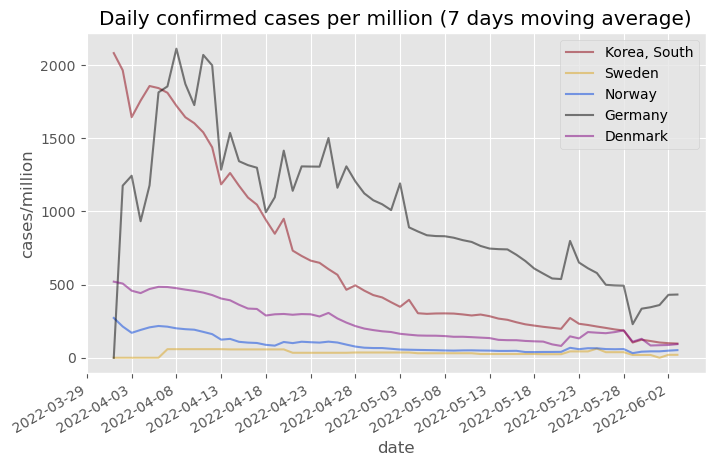 Daily confirmed cases per million (7 days moving average)
Korea, South
Sweden
Norway
Germany
Denmark
cases/million
2000
1500
1000
500
0
2022-03-29
2022-04-03
2022-04-08
2022-04-13
2022-04-18
2022-04-23
2022-04-28
2022-05-03
2022-05-08
2022-05-13
2022-05-18
2022-05-23
2022-05-28
2022-06-02
date